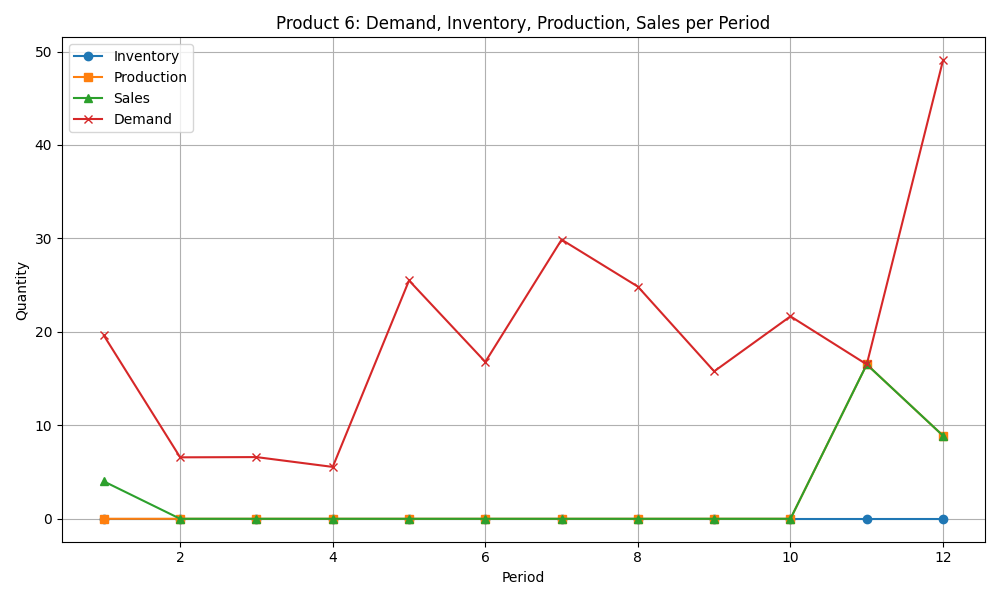 Product 6: Demand, Inventory, Production, Sales per Period
Inventory
Production
Sales
Demand
50
40
30
20
10
0
Quantity
2 4 6 8 10 12
Period